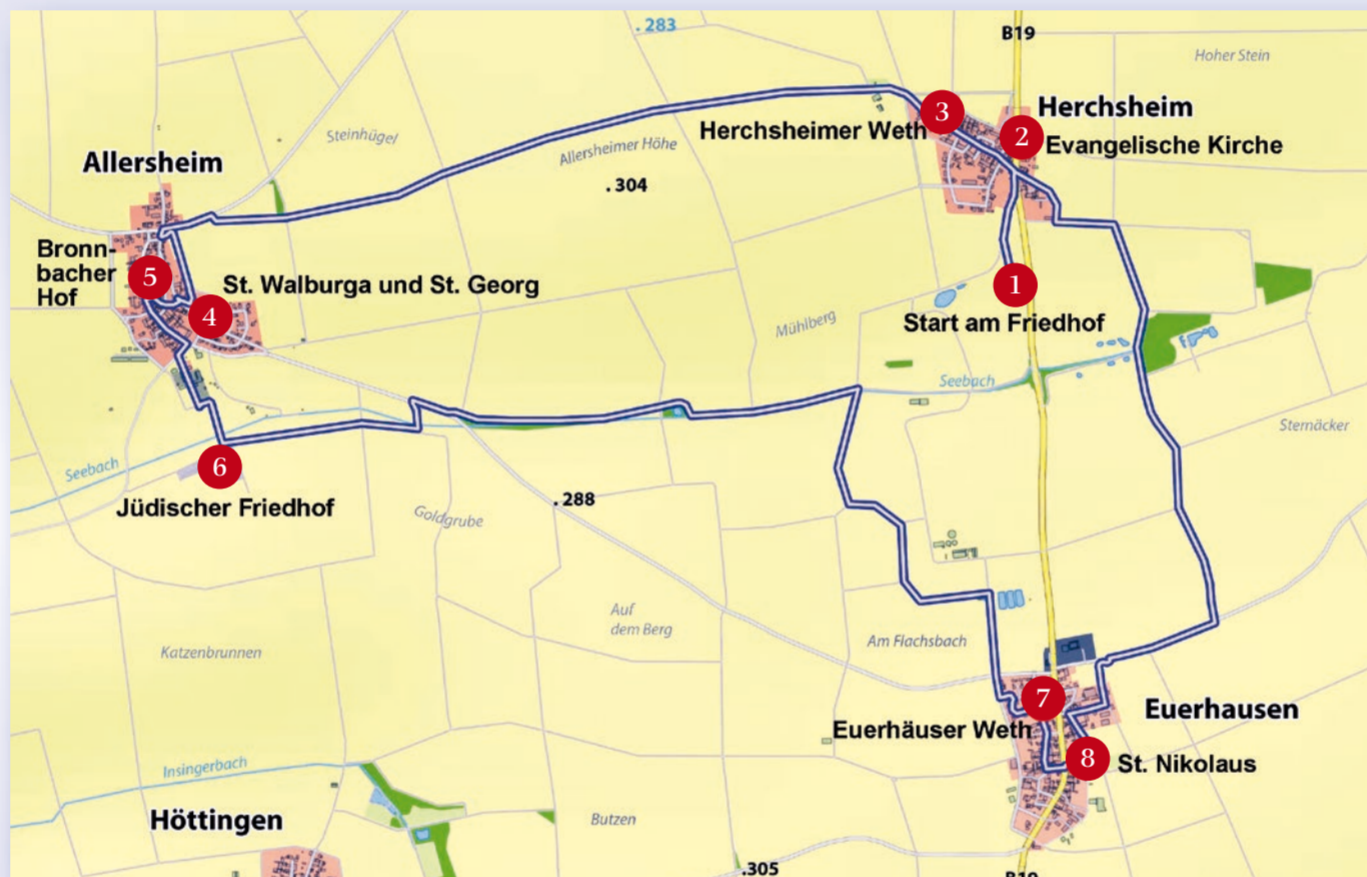 . 283
B19
Hoher Stein
Herchsheim
3
2
Herchsheimer Weth
Evangelische Kirche
Steinhügel
Allersheimer Höhe
. 304
Allersheim
Bronn-
bacher
Hof
5
St. Walburga und St. Georg
4
1
Start am Friedhof
Mühlberg
Seebach
Sternäcker
Seebach
6
Jüdischer Friedhof
Goldgrube
. 288
Auf
dem Berg
Am Flachsbach
Katzenbrunnen
7
Euerhäuser Weth
Euerhausen
8
St. Nikolaus
Insingerbach
Höttingen
Butzen
.305
B19